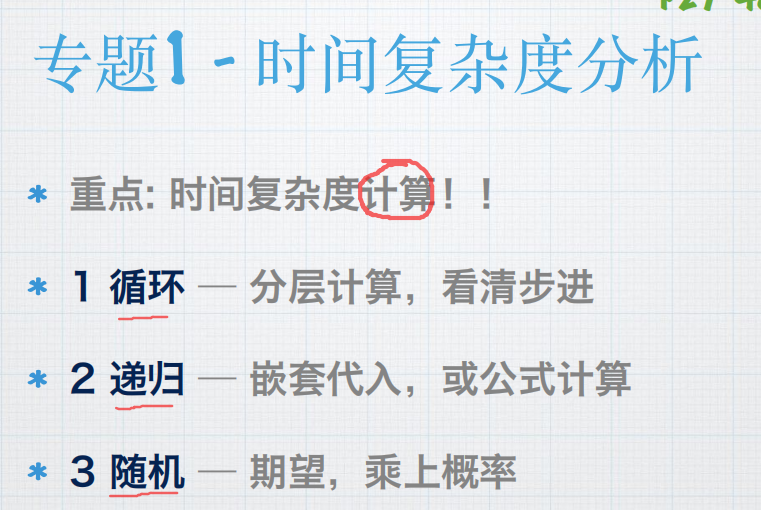 专题1 - 时间复杂度分析
* 重点: 时间复杂度计算！！
* 1 循环 — 分层计算，看清步进
* 2 递归 — 嵌套代入，或公式计算
* 3 随机 — 期望，乘上概率